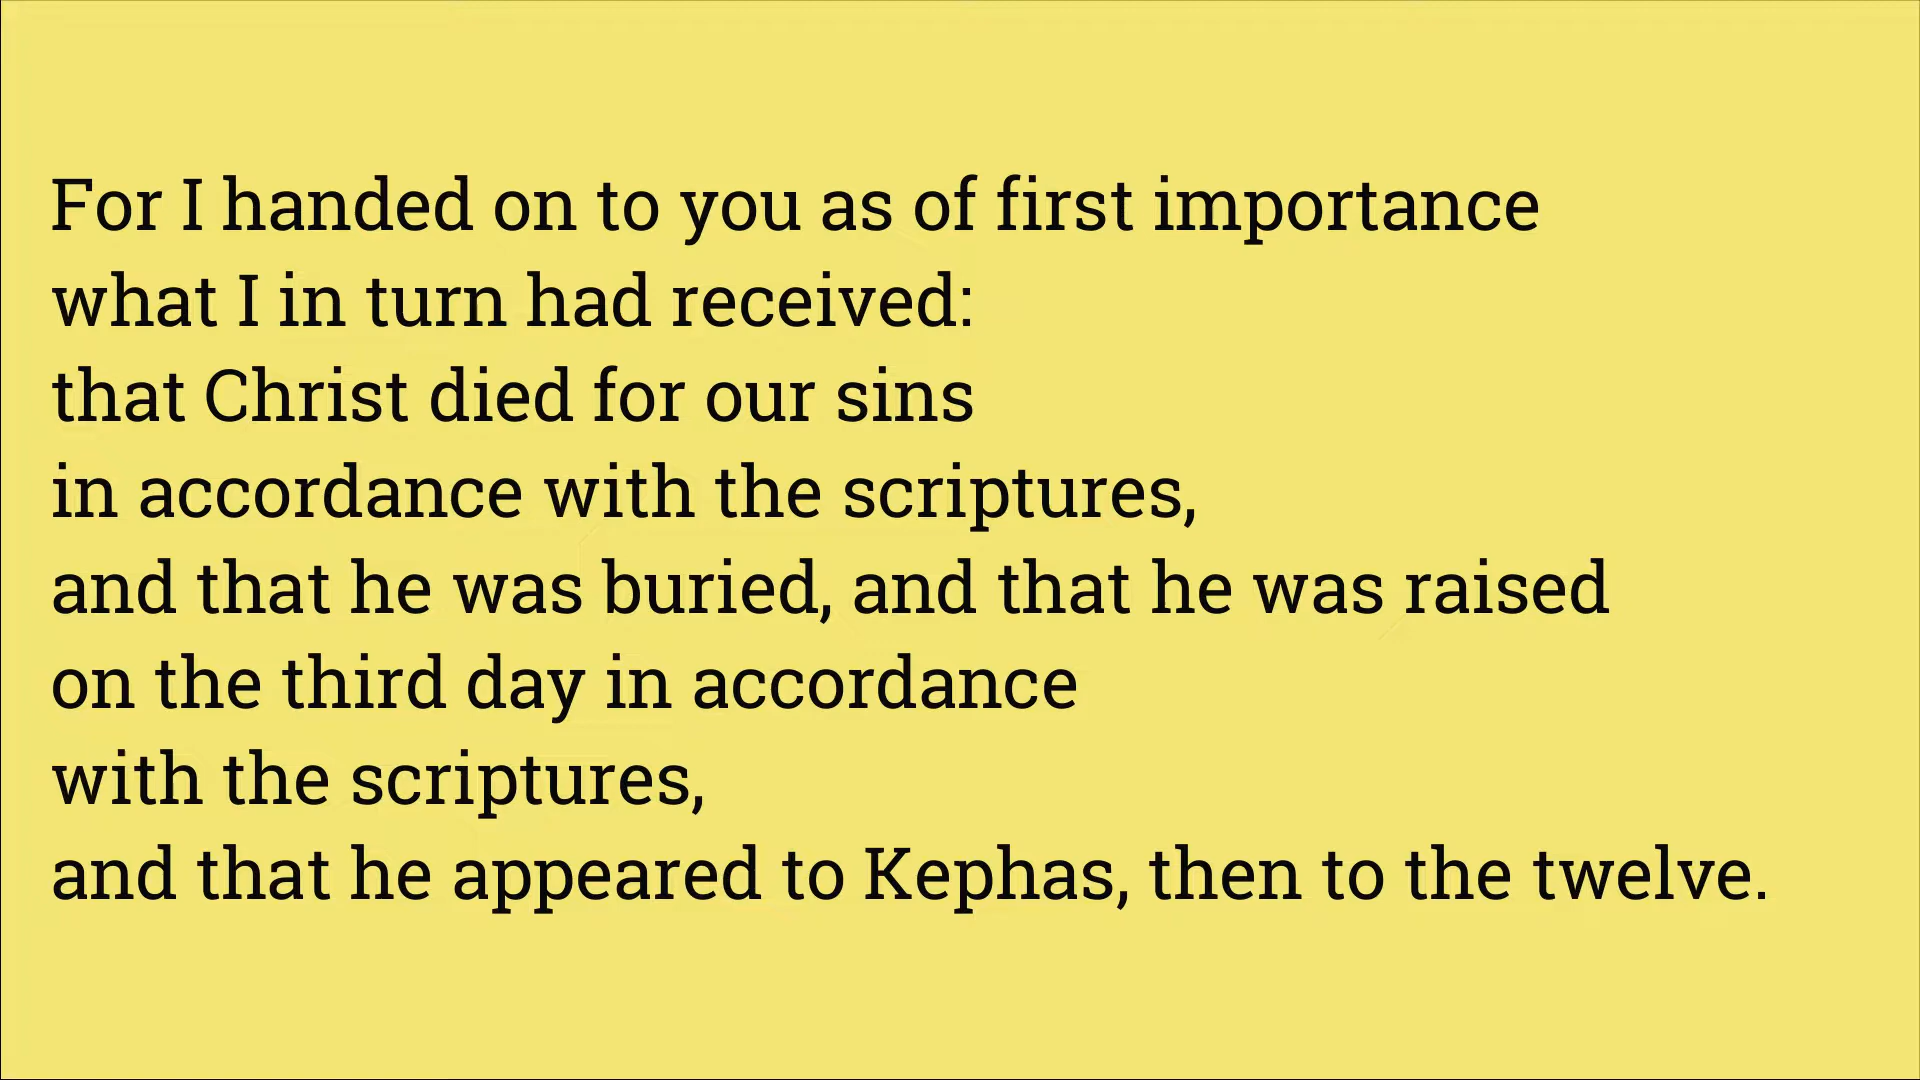 For I handed on to you as of first importance
what I in turn had received:
that Christ died for our sins
in accordance with the scriptures,
and that he was buried, and that he was raised
on the third day in accordance
with the scriptures,
and that he appeared to Kephas, then to the twelve.